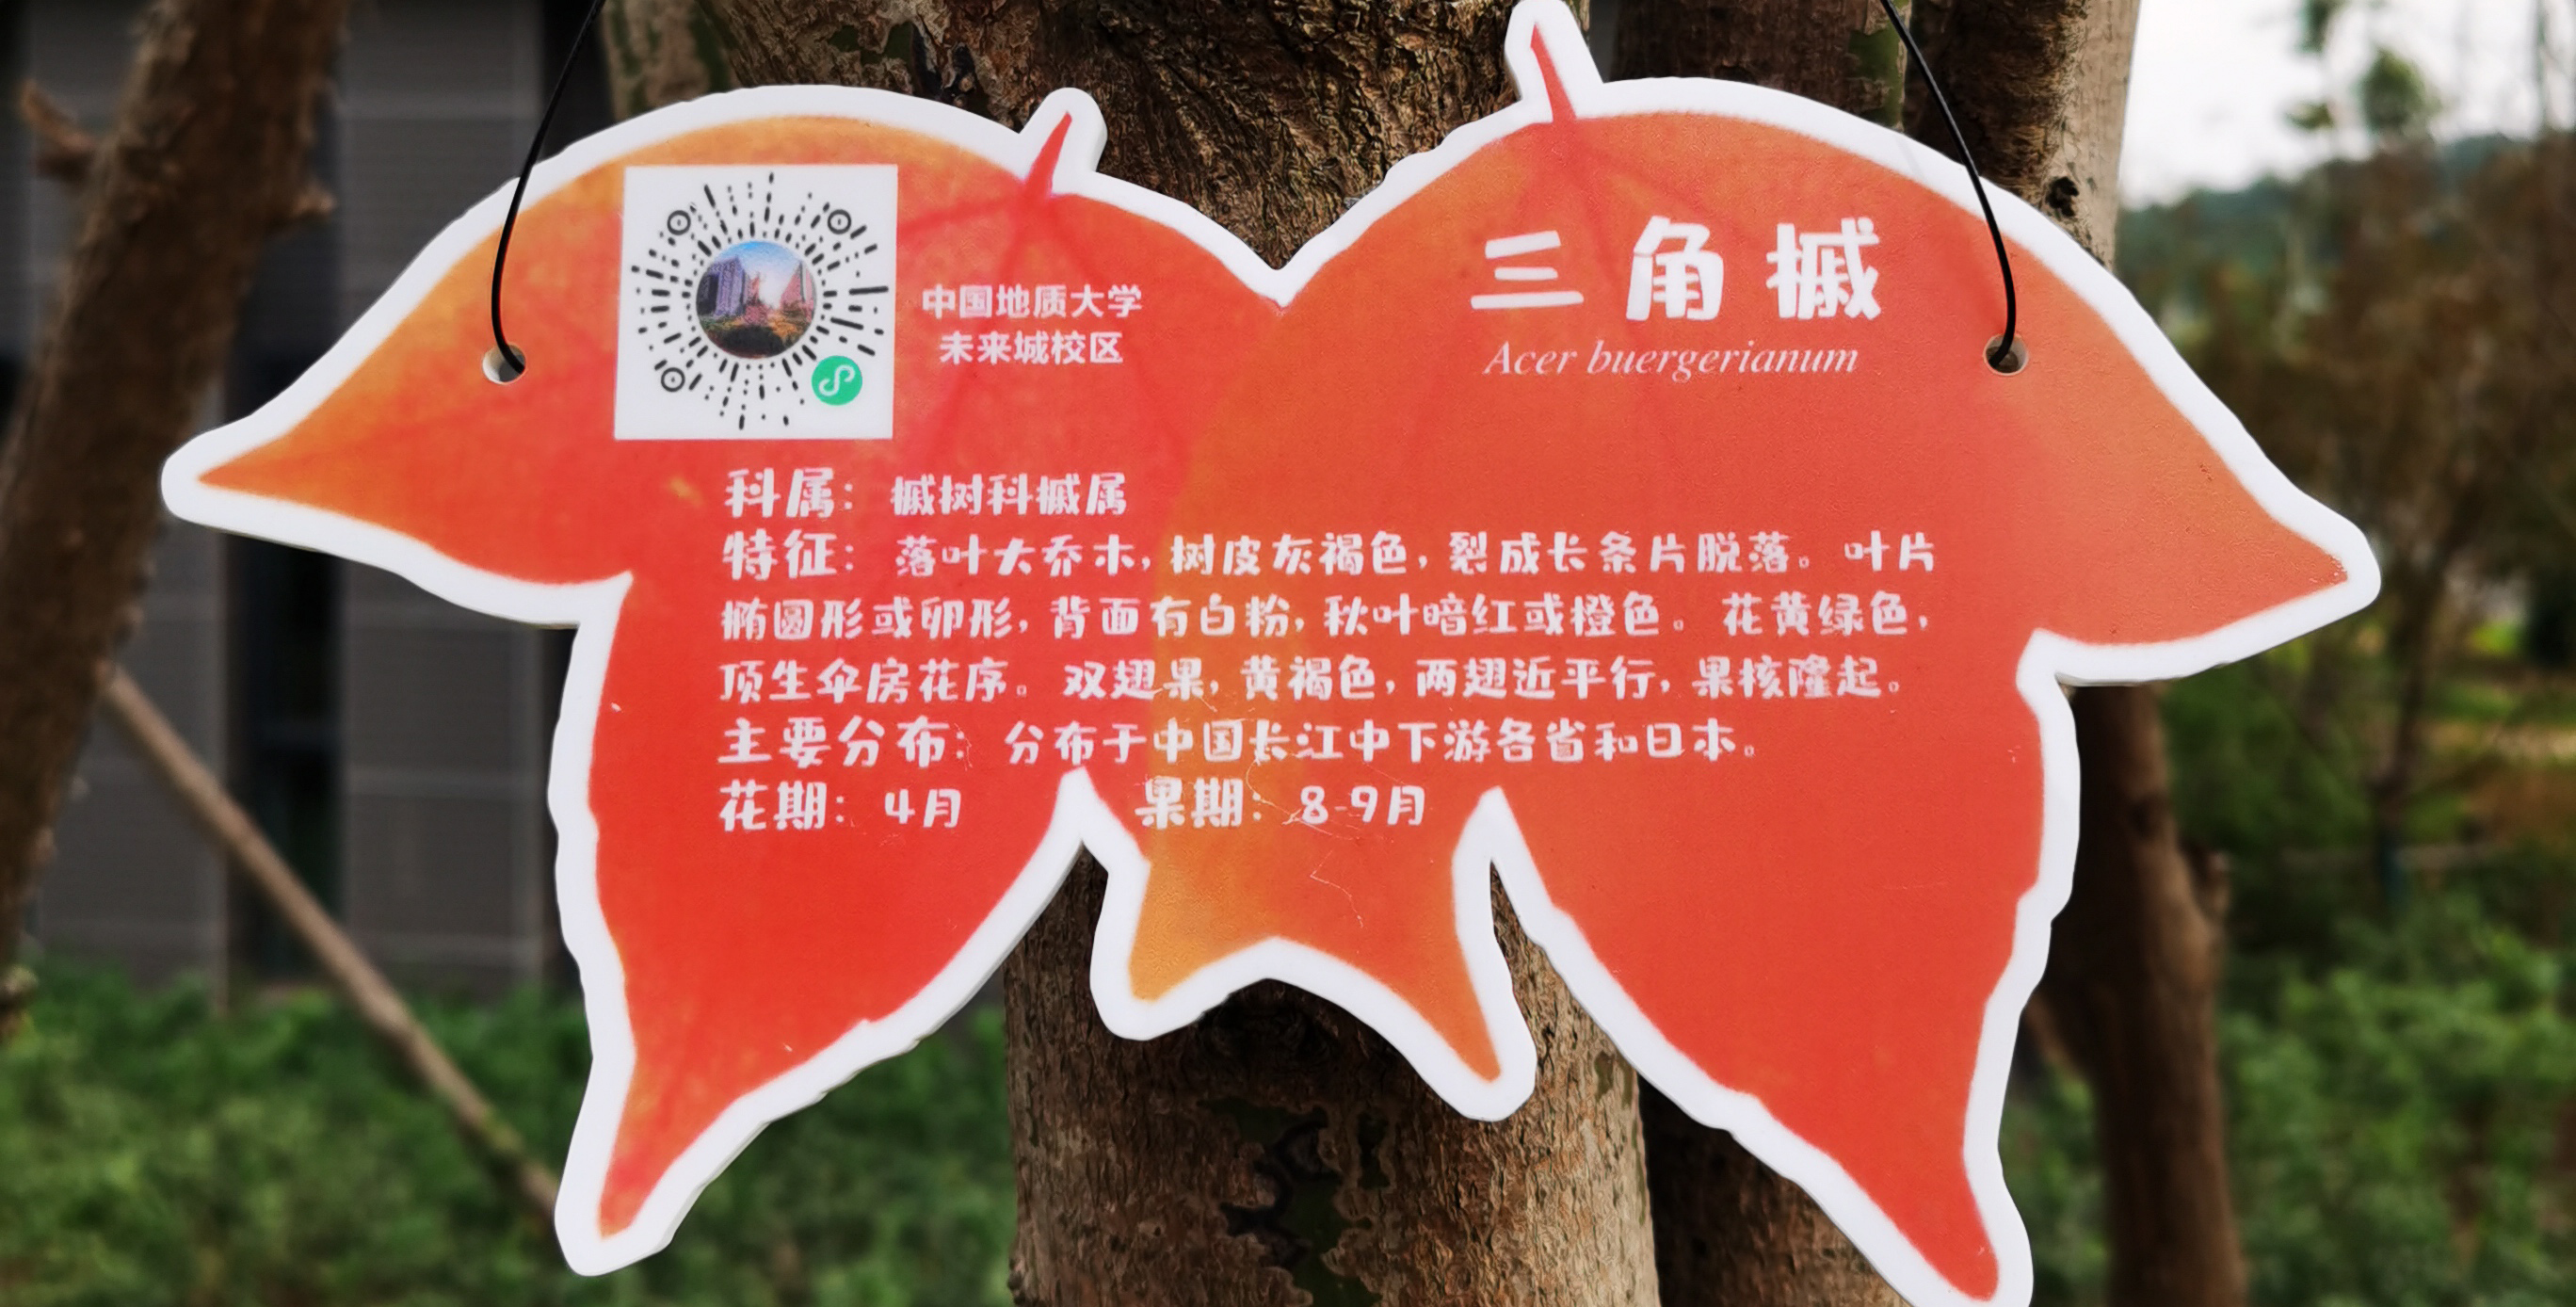 中国地质大学
未来城校区
三角槭
Acer buergerianum
科属：槭树科槭属
特征：落叶大乔木，树皮灰褐色，裂成长条片脱落。叶片
椭圆形或卵形，背面有白粉，秋叶暗红或橙色。花黄绿色，
顶生伞房花序。双翅果，黄褐色，两翅近平行，果核隆起。
主要分布：分布于中国长江中下游各省和日本。
花期：4月 果期：8-9月